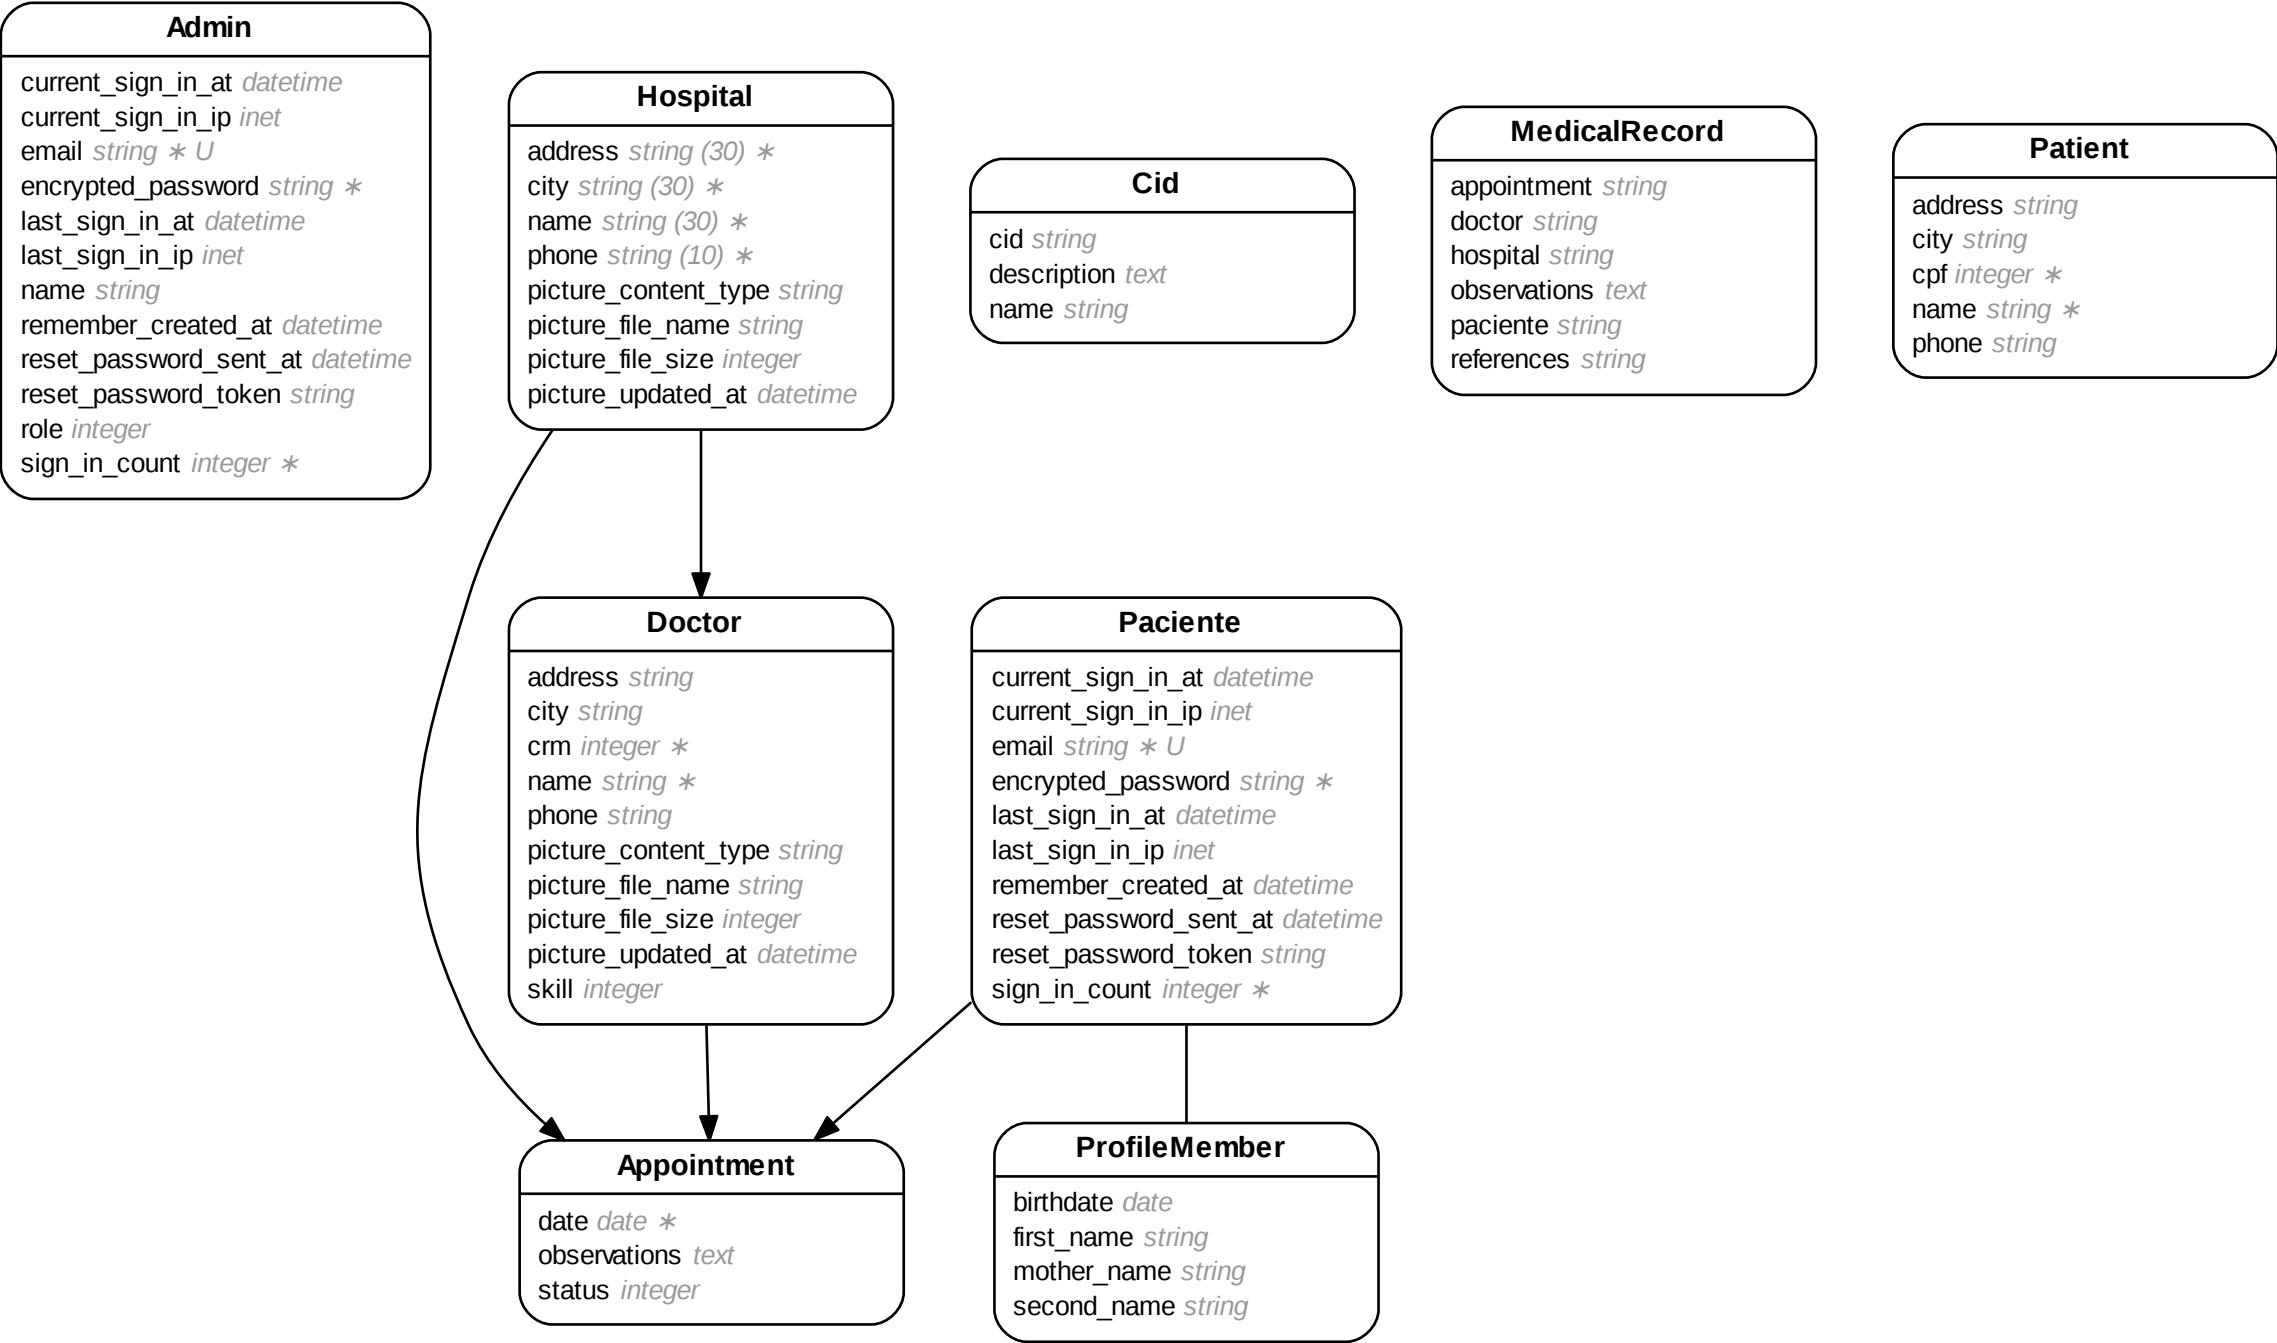 Admin
current_sign_in_at datetime
current_sign_in_ip inet
email string ∗ U
encrypted_password string ∗
last_sign_in_at datetime
last_sign_in_ip inet
name string
remember_created_at datetime
reset_password_sent_at datetime
reset_password_token string
role integer
sign_in_count integer ∗
Hospital
address string (30) ∗
city string (30) ∗
name string (30) ∗
phone string (10) ∗
picture_content_type string
picture_file_name string
picture_file_size integer
picture_updated_at datetime
Cid
cid string
description text
name string
MedicalRecord
appointment string
doctor string
hospital string
observations text
paciente string
references string
Patient
address string
city string
cpf integer ∗
name string ∗
phone string
Doctor
address string
city string
crm integer ∗
name string ∗
phone string
picture_content_type string
picture_file_name string
picture_file_size integer
picture_updated_at datetime
skill integer
Paciente
current_sign_in_at datetime
current_sign_in_ip inet
email string ∗ U
encrypted_password string ∗
last_sign_in_at datetime
last_sign_in_ip inet
remember_created_at datetime
reset_password_sent_at datetime
reset_password_token string
sign_in_count integer ∗
Appointment
date date ∗
observations text
status integer
ProfileMember
birthdate date
first_name string
mother_name string
second_name string